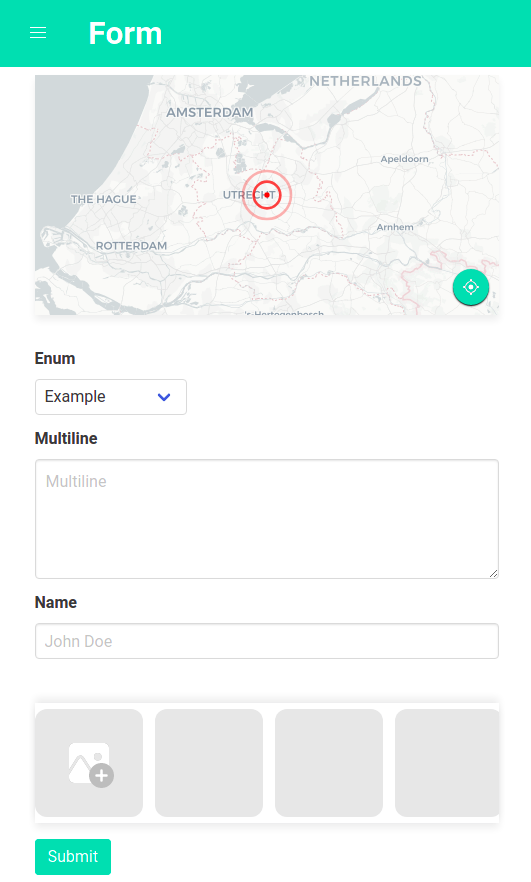 Form
NETHERLANDS
AMSTERDAM
Apeldoorn
THE HAGUE
UTRECHT
Arnhem
ROTTERDAM
's-Hertogenbosch
Enum
Example
Multiline
Multiline
Name
John Doe
Submit